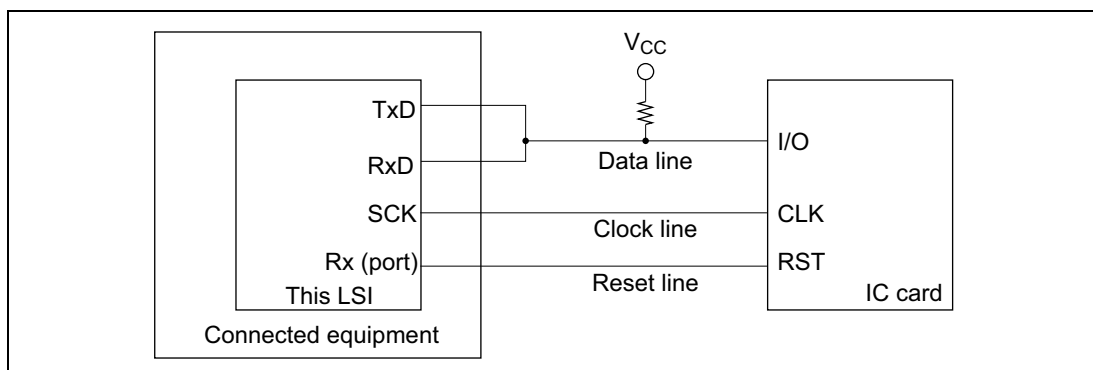 VCC
TxD
I/O
RxD
Data line
SCK
CLK
Clock line
Rx (port)
RST
Reset line
This LSI
IC card
Connected equipment